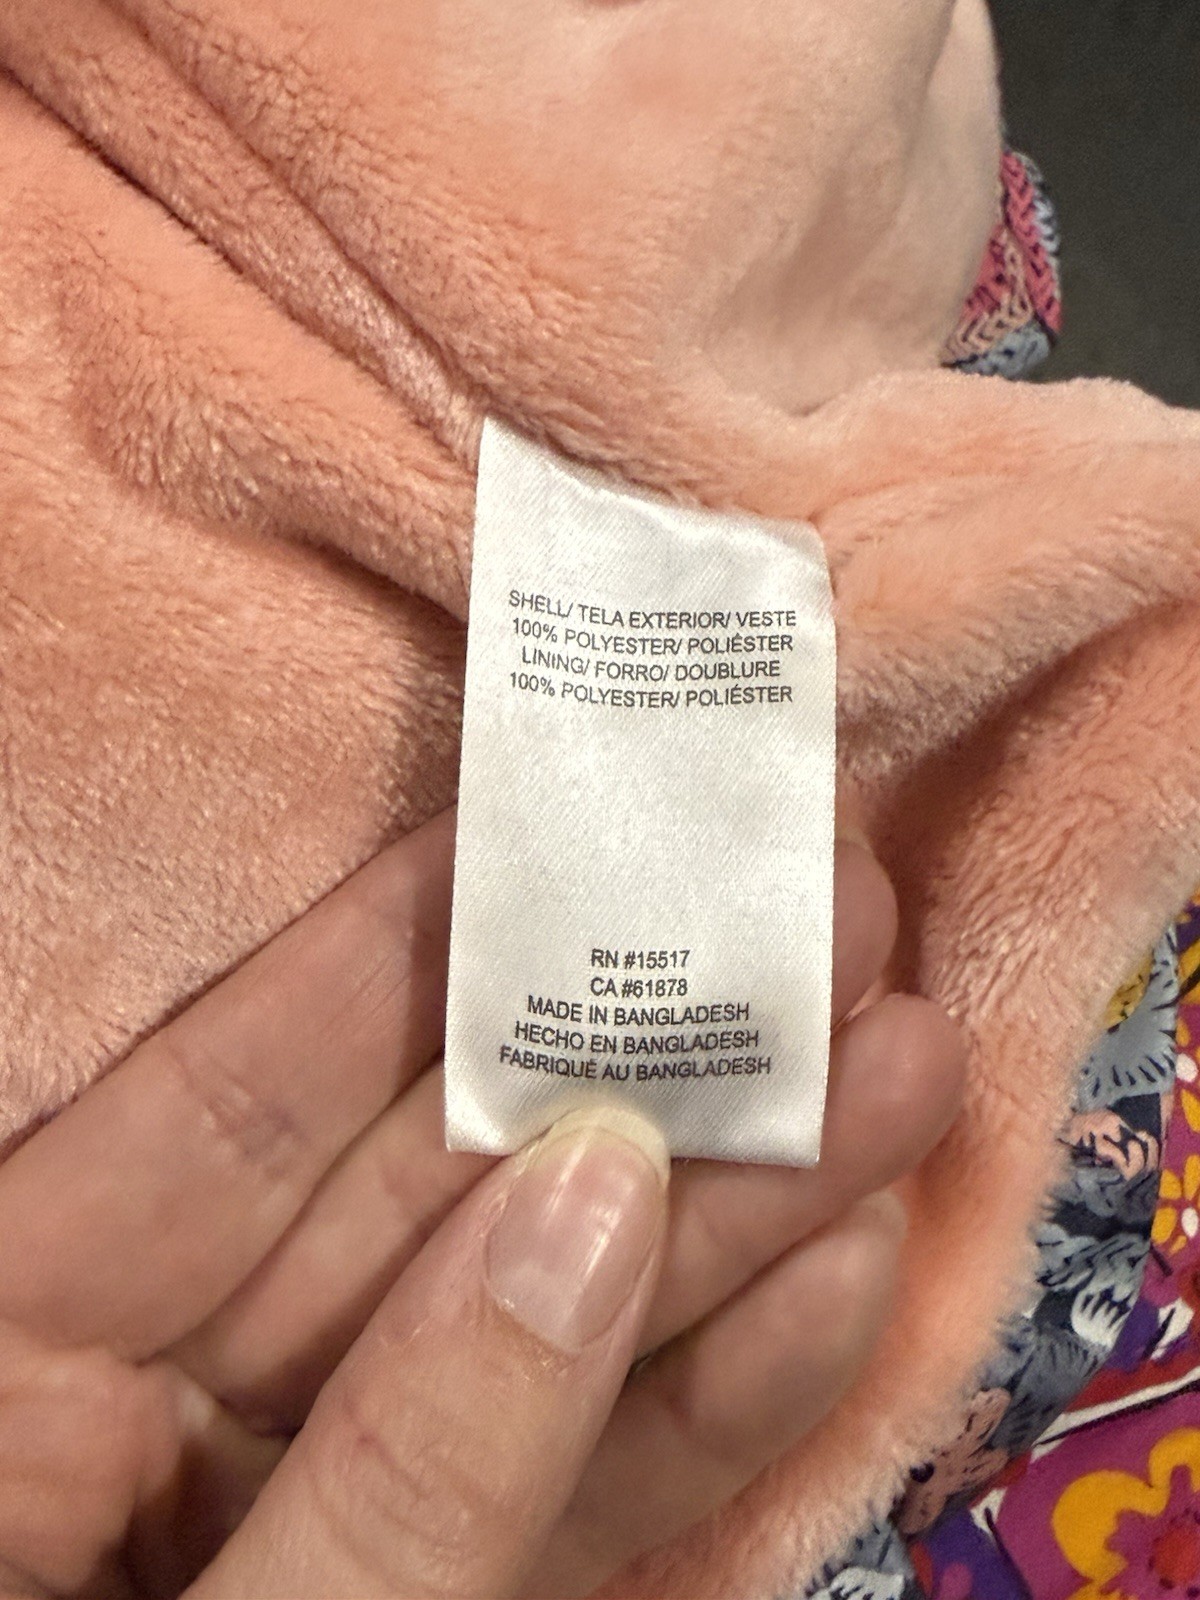 SHELL/ TELA EXTERIOR/ VESTE
100% POLYESTER/ POLIÉSTER
LINING/ FORRO/ DOUBLURE
100% POLYESTER/ POLIÉSTER
RN #15517
CA #61878
MADE IN BANGLADESH
HECHO EN BANGLADESH
FABRIQUÉ AU BANGLADESH